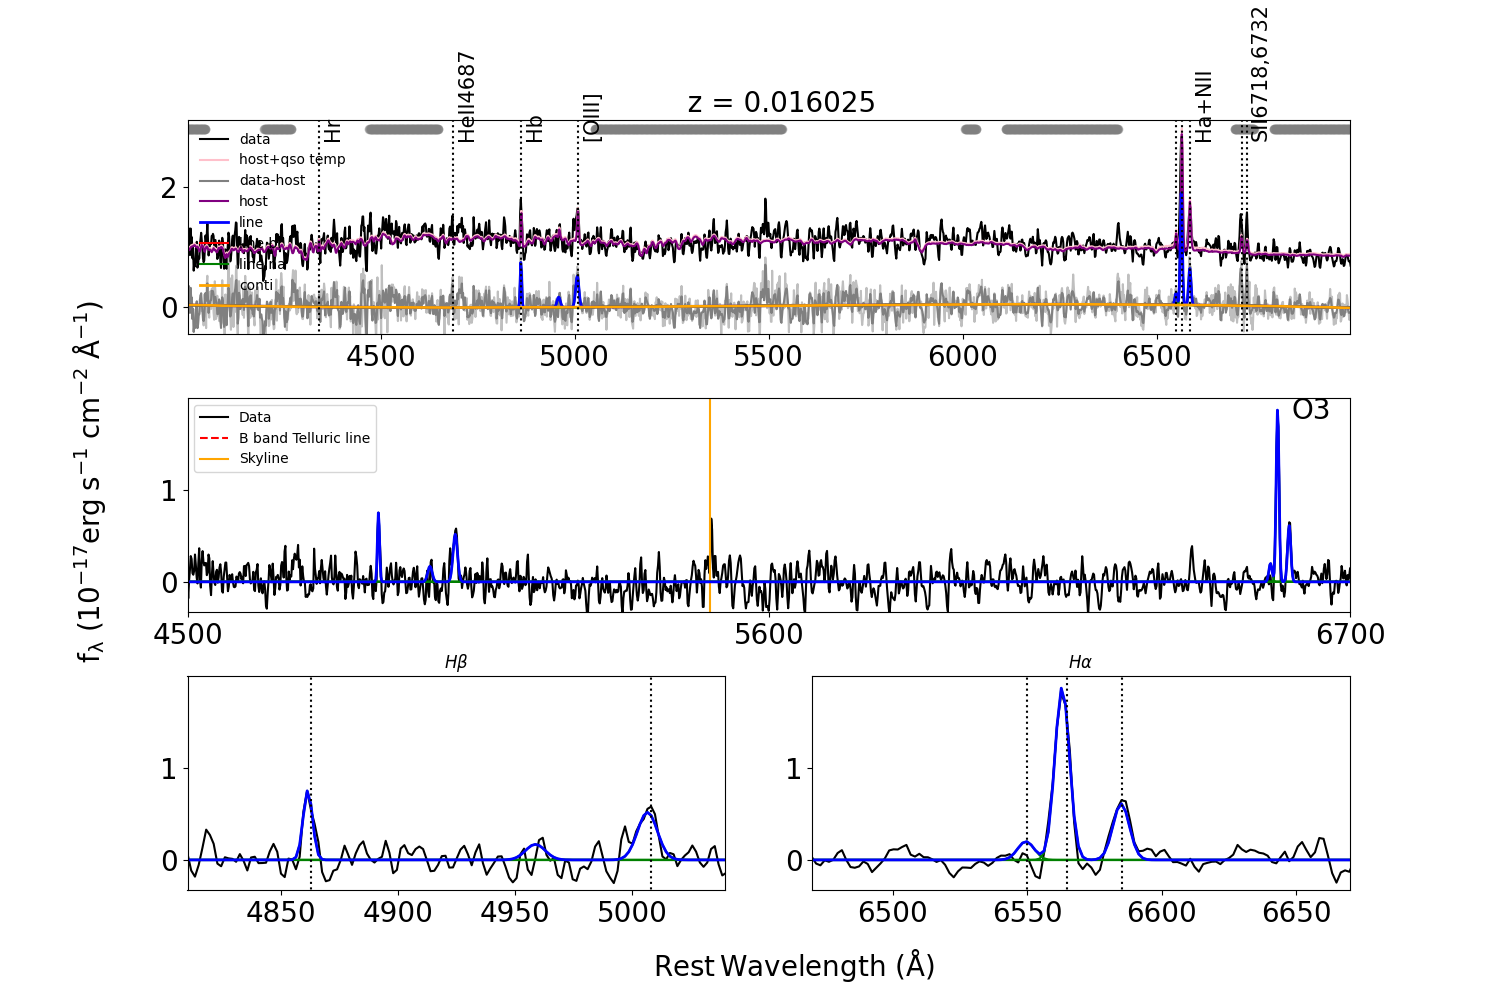 z = 0.016025
Hr
HeII4687
Hb
[OIII]
Ha+NII
SII6718,6732
data
host+qso temp
data-host
host
line
line na
conti
2
0
4500 5000 5500 6000 6500
f_λ (10^−17 erg s^−1 cm^−2 Å^−1)
Data
B band Telluric line
Skyline
O3
1
0
4500 5600 6700
Hβ
1
0
4850 4900 4950 5000
Hα
1
0
6500 6550 6600 6650
Rest Wavelength (Å)